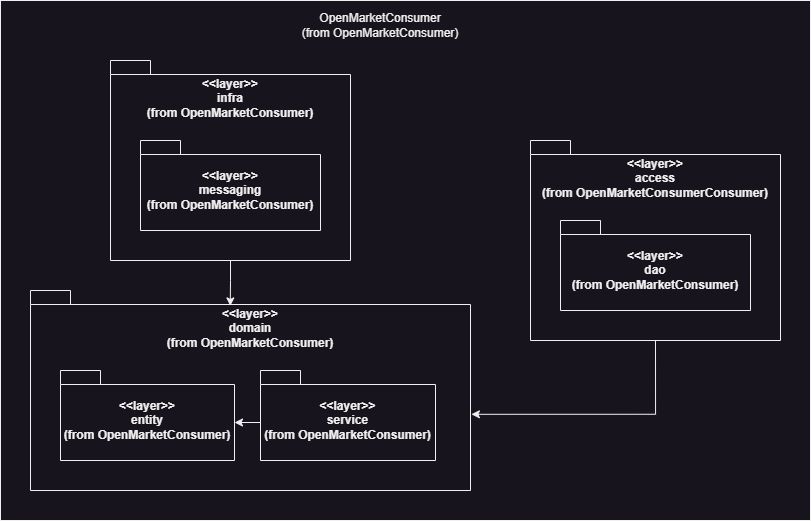 OpenMarketConsumer
(from OpenMarketConsumer)
<<layer>>
infra
(from OpenMarketConsumer)
<<layer>>
messaging
(from OpenMarketConsumer)
<<layer>>
access
(from OpenMarketConsumerConsumer)
<<layer>>
dao
(from OpenMarketConsumer)
<<layer>>
domain
(from OpenMarketConsumer)
<<layer>>
entity
(from OpenMarketConsumer)
<<layer>>
service
(from OpenMarketConsumer)